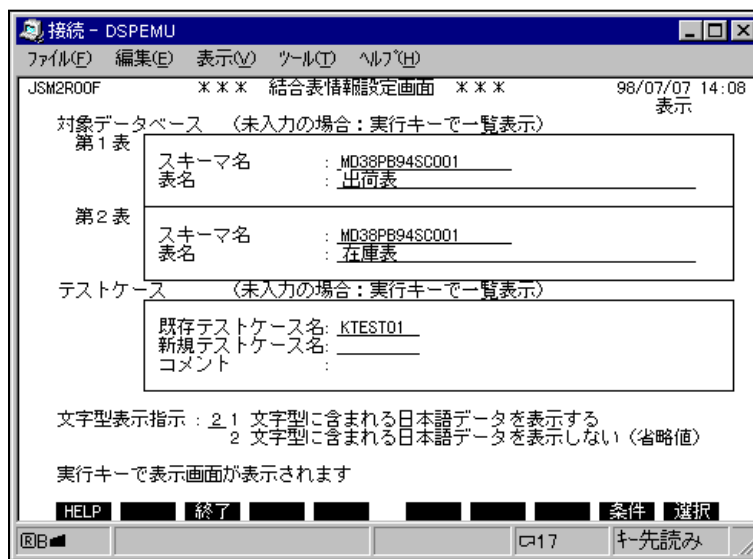 接続 - DSPEMU
ﾌｧｲﾙ(F) 編集(E) 表示(V) ﾂｰﾙ(T) ﾍﾙﾌﾟ(H)
JSM2R00F ＊＊＊ 結合表情報設定画面 ＊＊＊ 98/07/07 14:08
表示
対象データベース （未入力の場合：実行キーで一覧表示）
第１表
スキーマ名 : MD38PB94SC001
表名 : 出荷表
第２表
スキーマ名 : MD38PB94SC001
表名 : 在庫表
テストケース （未入力の場合：実行キーで一覧表示）
既存テストケース名: KTEST01
新規テストケース名:
コメント :
文字型表示指示 : 2 1 文字型に含まれる日本語データを表示する
2 文字型に含まれる日本語データを表示しない（省略値）
実行キーで表示画面が表示されます
HELP 終了 条件 選択
R B 17 ｷｰ先読み